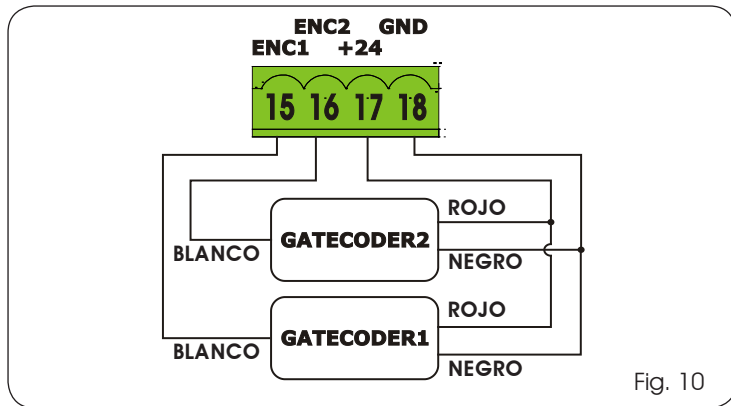 ENC2 GND
ENC1 +24
15 16 17 18
ROJO
GATECODER2
BLANCO
NEGRO
ROJO
GATECODER1
BLANCO
NEGRO
Fig. 10